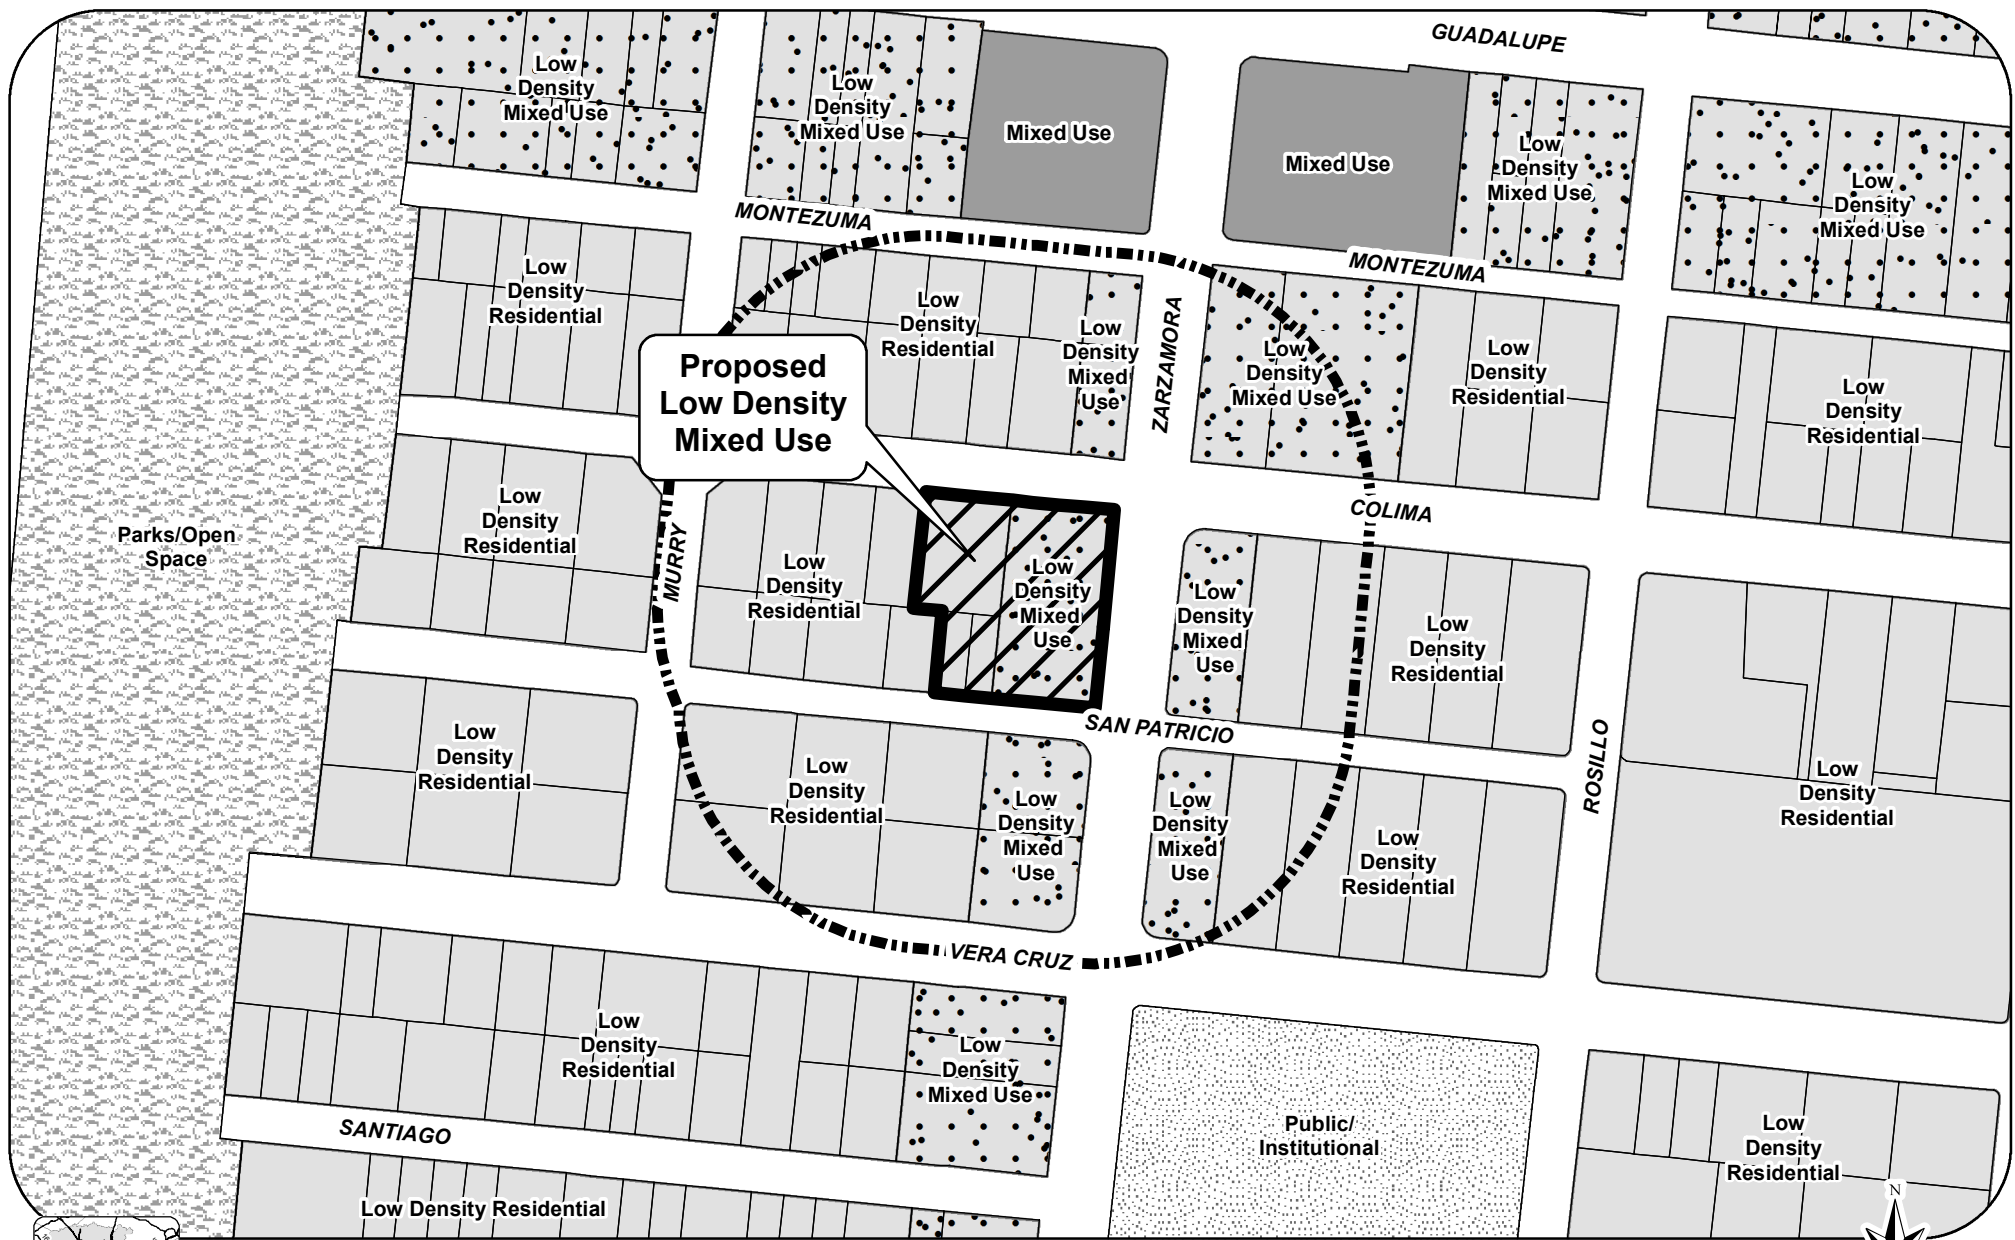 GUADALUPE
Low
Density
Mixed Use
Low
Density
Mixed Use
Mixed Use
Mixed Use
Low
Density
Mixed Use
Low
Density
Mixed Use
MONTEZUMA
MONTEZUMA
Low
Density
Residential
Low
Density
Residential
Low
Density
Mixed
Use
ZARZAMORA
Low
Density
Mixed Use
Low
Density
Residential
Low
Density
Residential
Proposed
Low Density
Mixed Use
COLIMA
Parks/Open
Space
Low
Density
Residential
MURRY
Low
Density
Residential
Low
Density
Mixed
Use
Low
Density
Mixed
Use
Low
Density
Residential
SAN PATRICIO
ROSILLO
Low
Density
Residential
Low
Density
Residential
Low
Density
Mixed
Use
Low
Density
Mixed
Use
Low
Density
Residential
Low
Density
Residential
VERA CRUZ
Low
Density
Residential
Low
Density
Mixed Use
Public/
Institutional
Low
Density
Residential
SANTIAGO
Low Density Residential
N